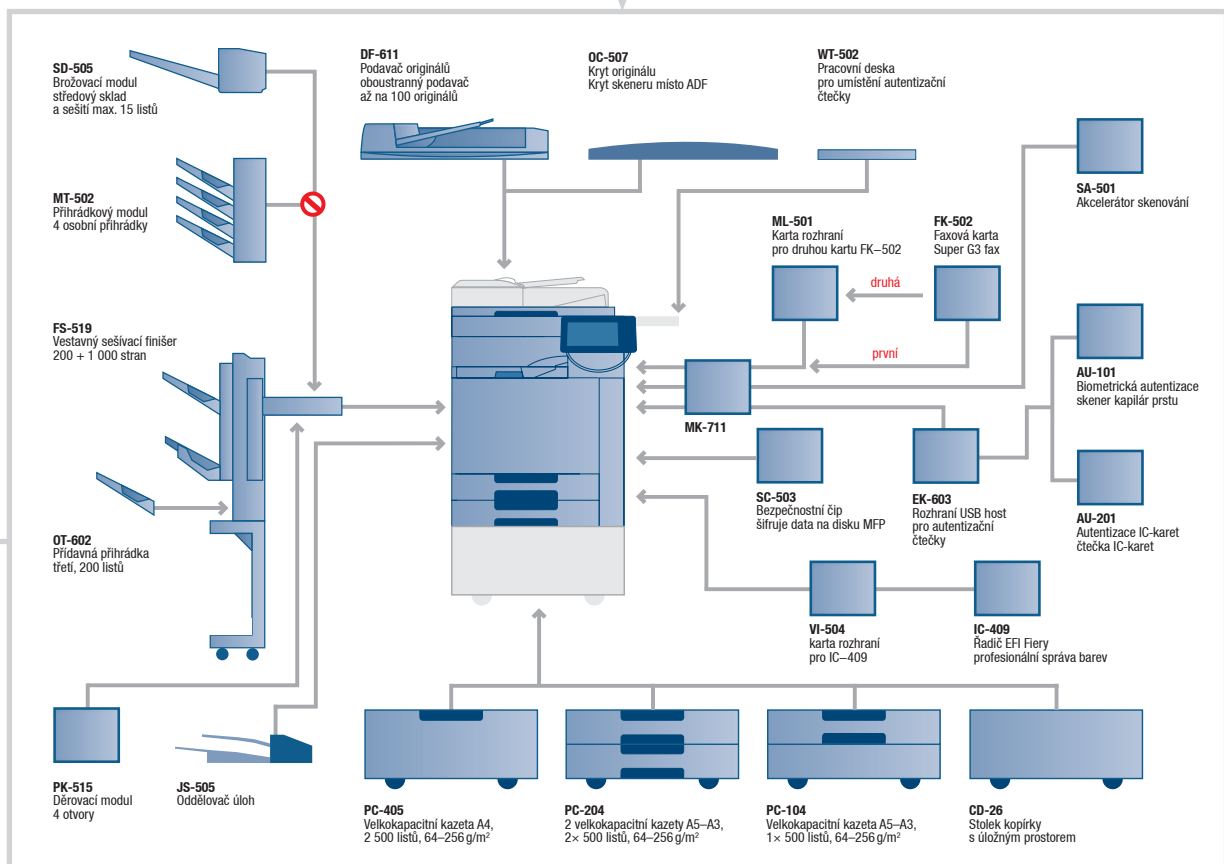 SD-505
Brožovací modul
středový sklad
a sešití max. 15 listů
DF-611
Podavač originálů
oboustranný podavač
až na 100 originálů
OC-507
Kryt originálu
Kryt skeneru místo ADF
WT-502
Pracovní deska
pro umístění autentizační
čtečky
SA-501
Akcelerátor skenování
MT-502
Přihrádkový modul
4 osobní přihrádky
ML-501
Karta rozhraní
pro druhou kartu FK–502
FK-502
Faxová karta
Super G3 fax
druhá
první
FS-519
Vestavný sešívací finišer
200 + 1 000 stran
AU-101
Biometrická autentizace
skener kapilár prstu
MK-711
SC-503
Bezpečnostní čip
šifruje data na disku MFP
EK-603
Rozhraní USB host
pro autentizační
čtečky
AU-201
Autentizace IC-karet
čtečka IC-karet
OT-602
Přídavná přihrádka
třetí, 200 listů
VI-504
karta rozhraní
pro IC–409
IC-409
Řadič EFI Fiery
profesionální správa barev
PK-515
Děrovací modul
4 otvory
JS-505
Oddělovač úloh
PC-405
Velkokapacitní kazeta A4,
2 500 listů, 64–256 g/m²
PC-204
2 velkokapacitní kazety A5–A3,
2× 500 listů, 64–256 g/m²
PC-104
Velkokapacitní kazeta A5–A3,
1× 500 listů, 64–256 g/m²
CD-26
Stolek kopírky
s úložným prostorem